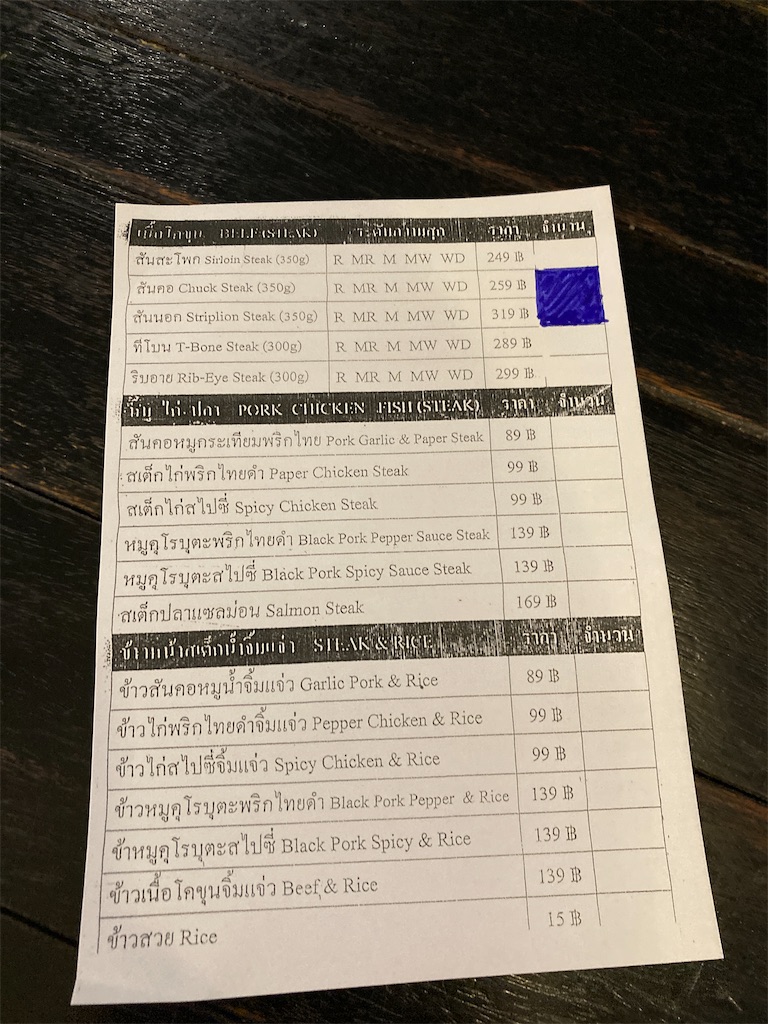 เนื้อโคขุน BEEF(STEAK) ระดับความสุก ราคา จำนวน
สันสะโพก Sirloin Steak (350g) R MR M MW WD 249 ฿
สันคอ Chuck Steak (350g) R MR M MW WD 259 ฿
สันนอก Striplion Steak (350g) R MR M MW WD 319 ฿
ทีโบน T-Bone Steak (300g) R MR M MW WD 289 ฿
ริบอาย Rib-Eye Steak (300g) R MR M MW WD 299 ฿
ไก่ ปลา PORK CHICKEN FISH(STEAK) ราคา จำนวน
สันคอหมูกระเทียมพริกไทย Pork Garlic & Paper Steak 89 ฿
สเต็กไก่พริกไทยดำ Paper Chicken Steak 99 ฿
สเต็กไก่สไปซี่ Spicy Chicken Steak 99 ฿
หมูคุโรบุตะพริกไทยดำ Black Pork Pepper Sauce Steak 139 ฿
หมูคุโรบุตะสไปซี่ Black Pork Spicy Sauce Steak 139 ฿
สเต็กปลาแซลม่อน Salmon Steak 169 ฿
ข้าวหน้าสเต็กน้ำจิ้มแจ่ว STEAK & RICE ราคา จำนวน
ข้าวสันคอหมูน้ำจิ้มแจ่ว Garlic Pork & Rice 89 ฿
ข้าวไก่พริกไทยดำจิ้มแจ่ว Pepper Chicken & Rice 99 ฿
ข้าวไก่สไปซี่จิ้มแจ่ว Spicy Chicken & Rice 99 ฿
ข้าวหมูคุโรบุตะพริกไทยดำ Black Pork Pepper & Rice 139 ฿
ข้าหมูคุโรบุตะสไปซี่ Black Pork Spicy & Rice 139 ฿
ข้าวเนื้อโคขุนจิ้มแจ่ว Beef & Rice 139 ฿
ข้าวสวย Rice 15 ฿